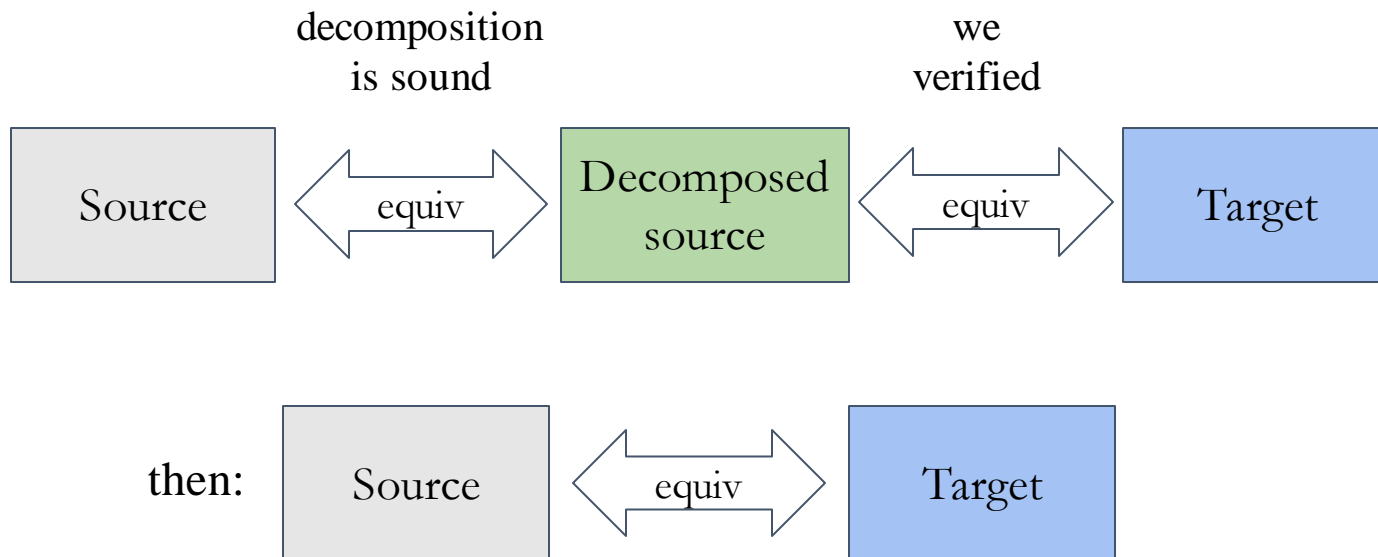 decomposition
is sound
we
verified
Source
equiv
Decomposed
source
equiv
Target
then:
Source
equiv
Target